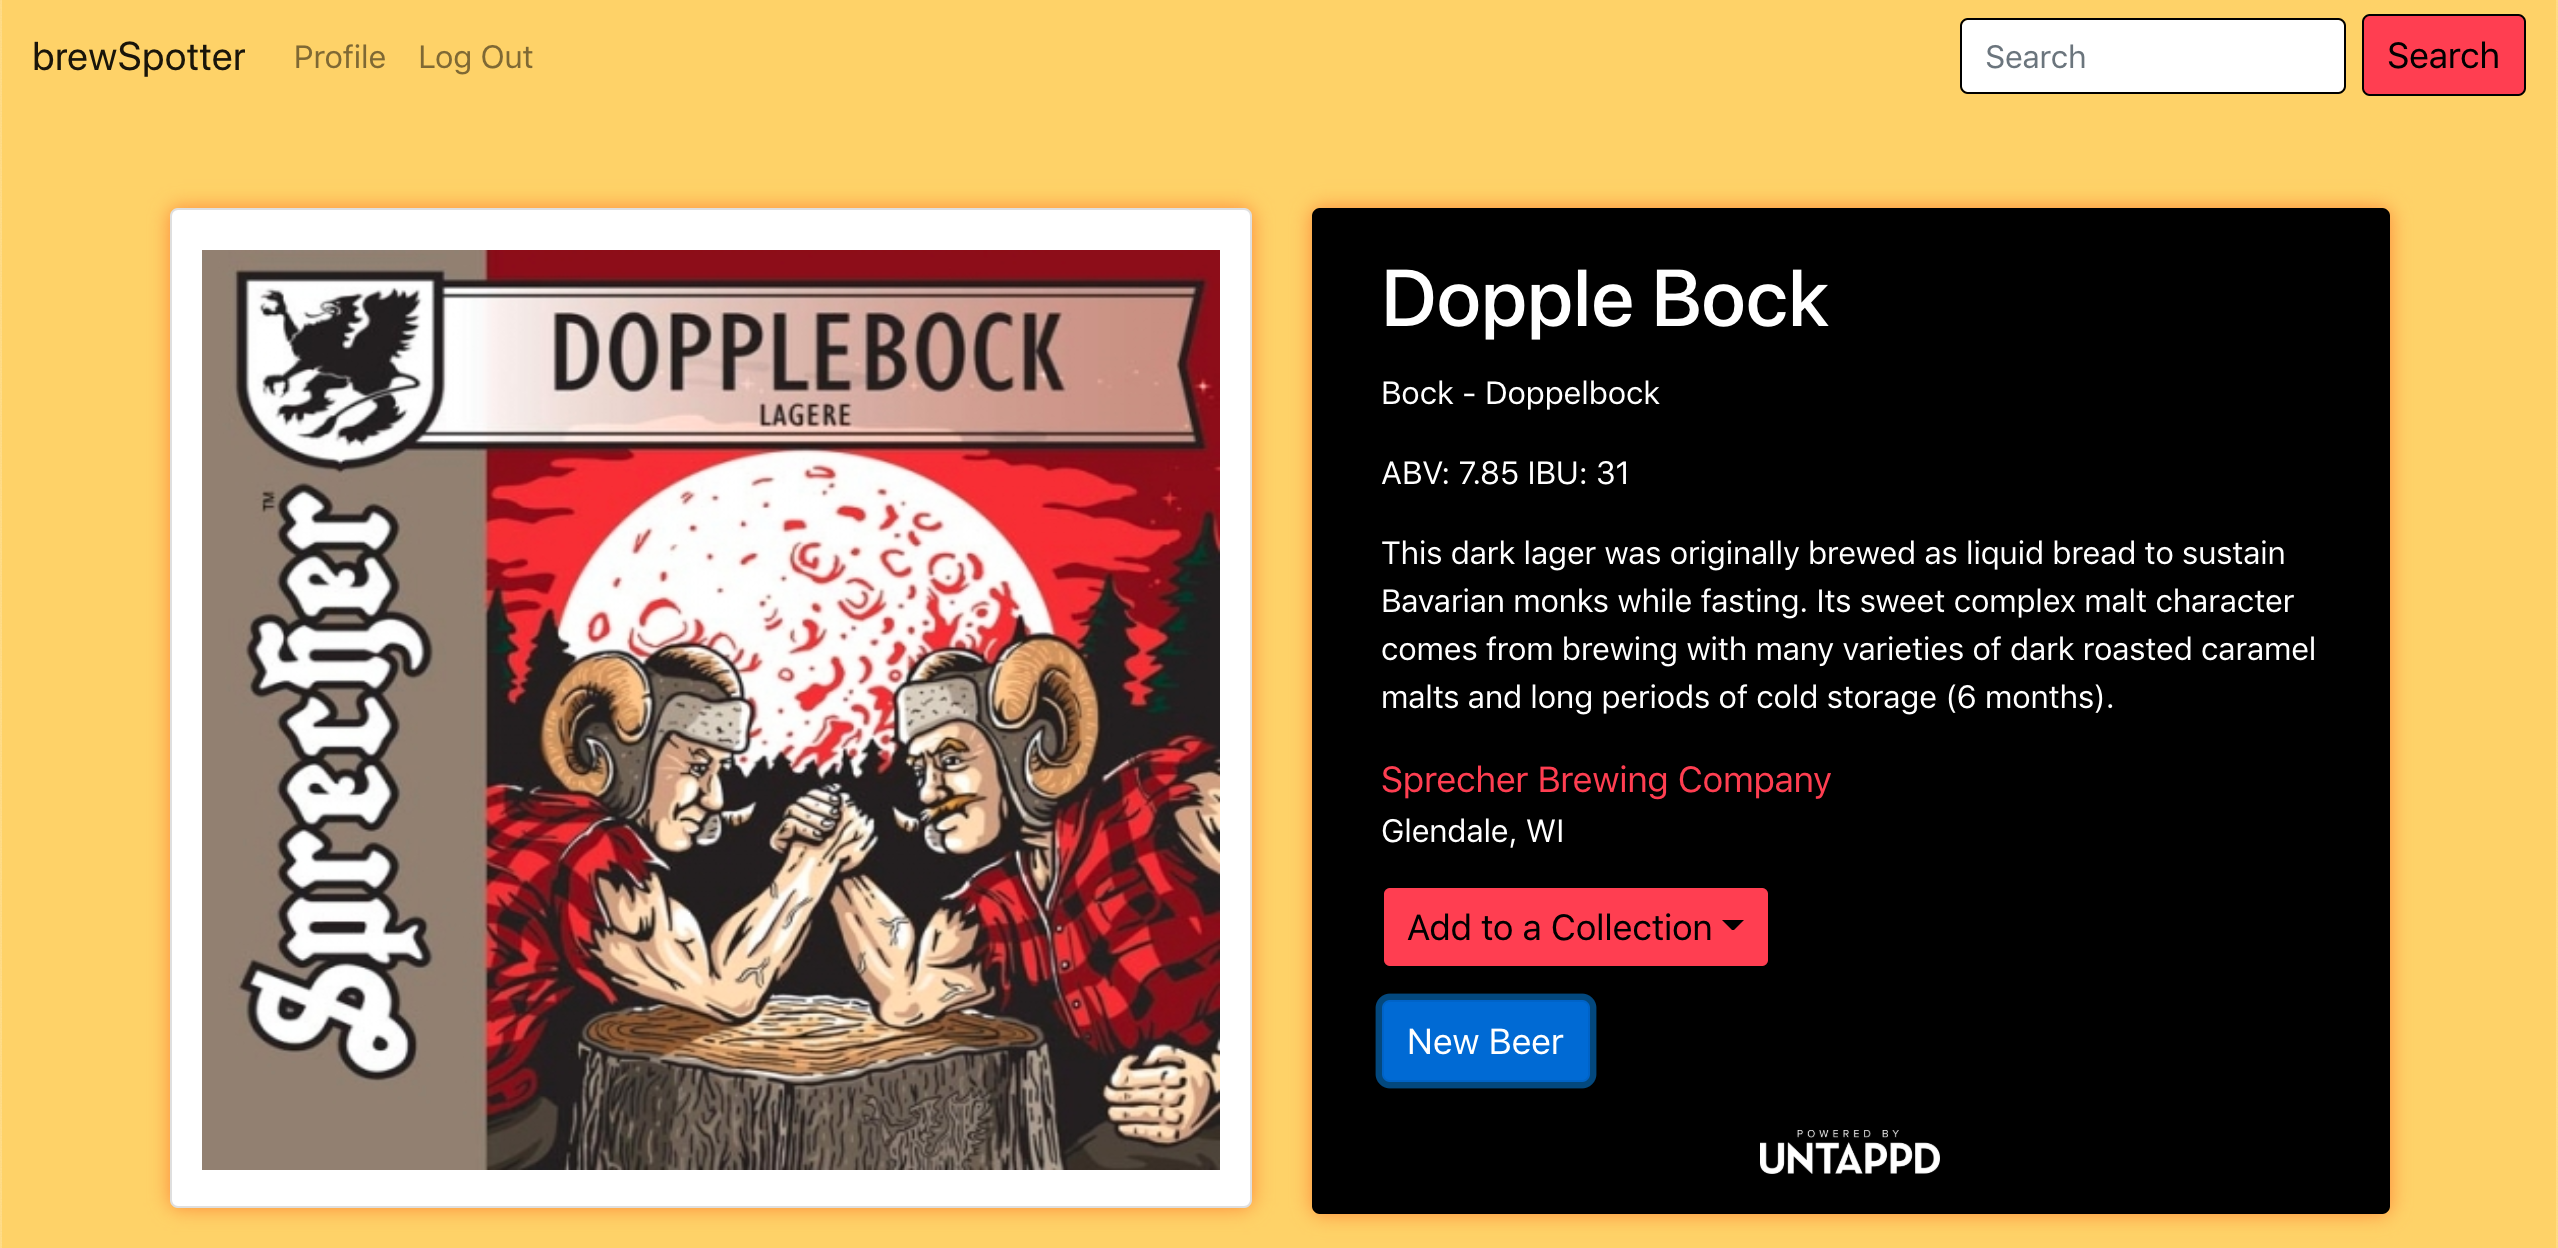 brewSpotter Profile Log Out Search Search
DOPPLEBOCK
LAGERE
Sprecher
TM
Dopple Bock
Bock - Doppelbock
ABV: 7.85 IBU: 31
This dark lager was originally brewed as liquid bread to sustain
Bavarian monks while fasting. Its sweet complex malt character
comes from brewing with many varieties of dark roasted caramel
malts and long periods of cold storage (6 months).
Sprecher Brewing Company
Glendale, WI
Add to a Collection
New Beer
POWERED BY
UNTAPPD